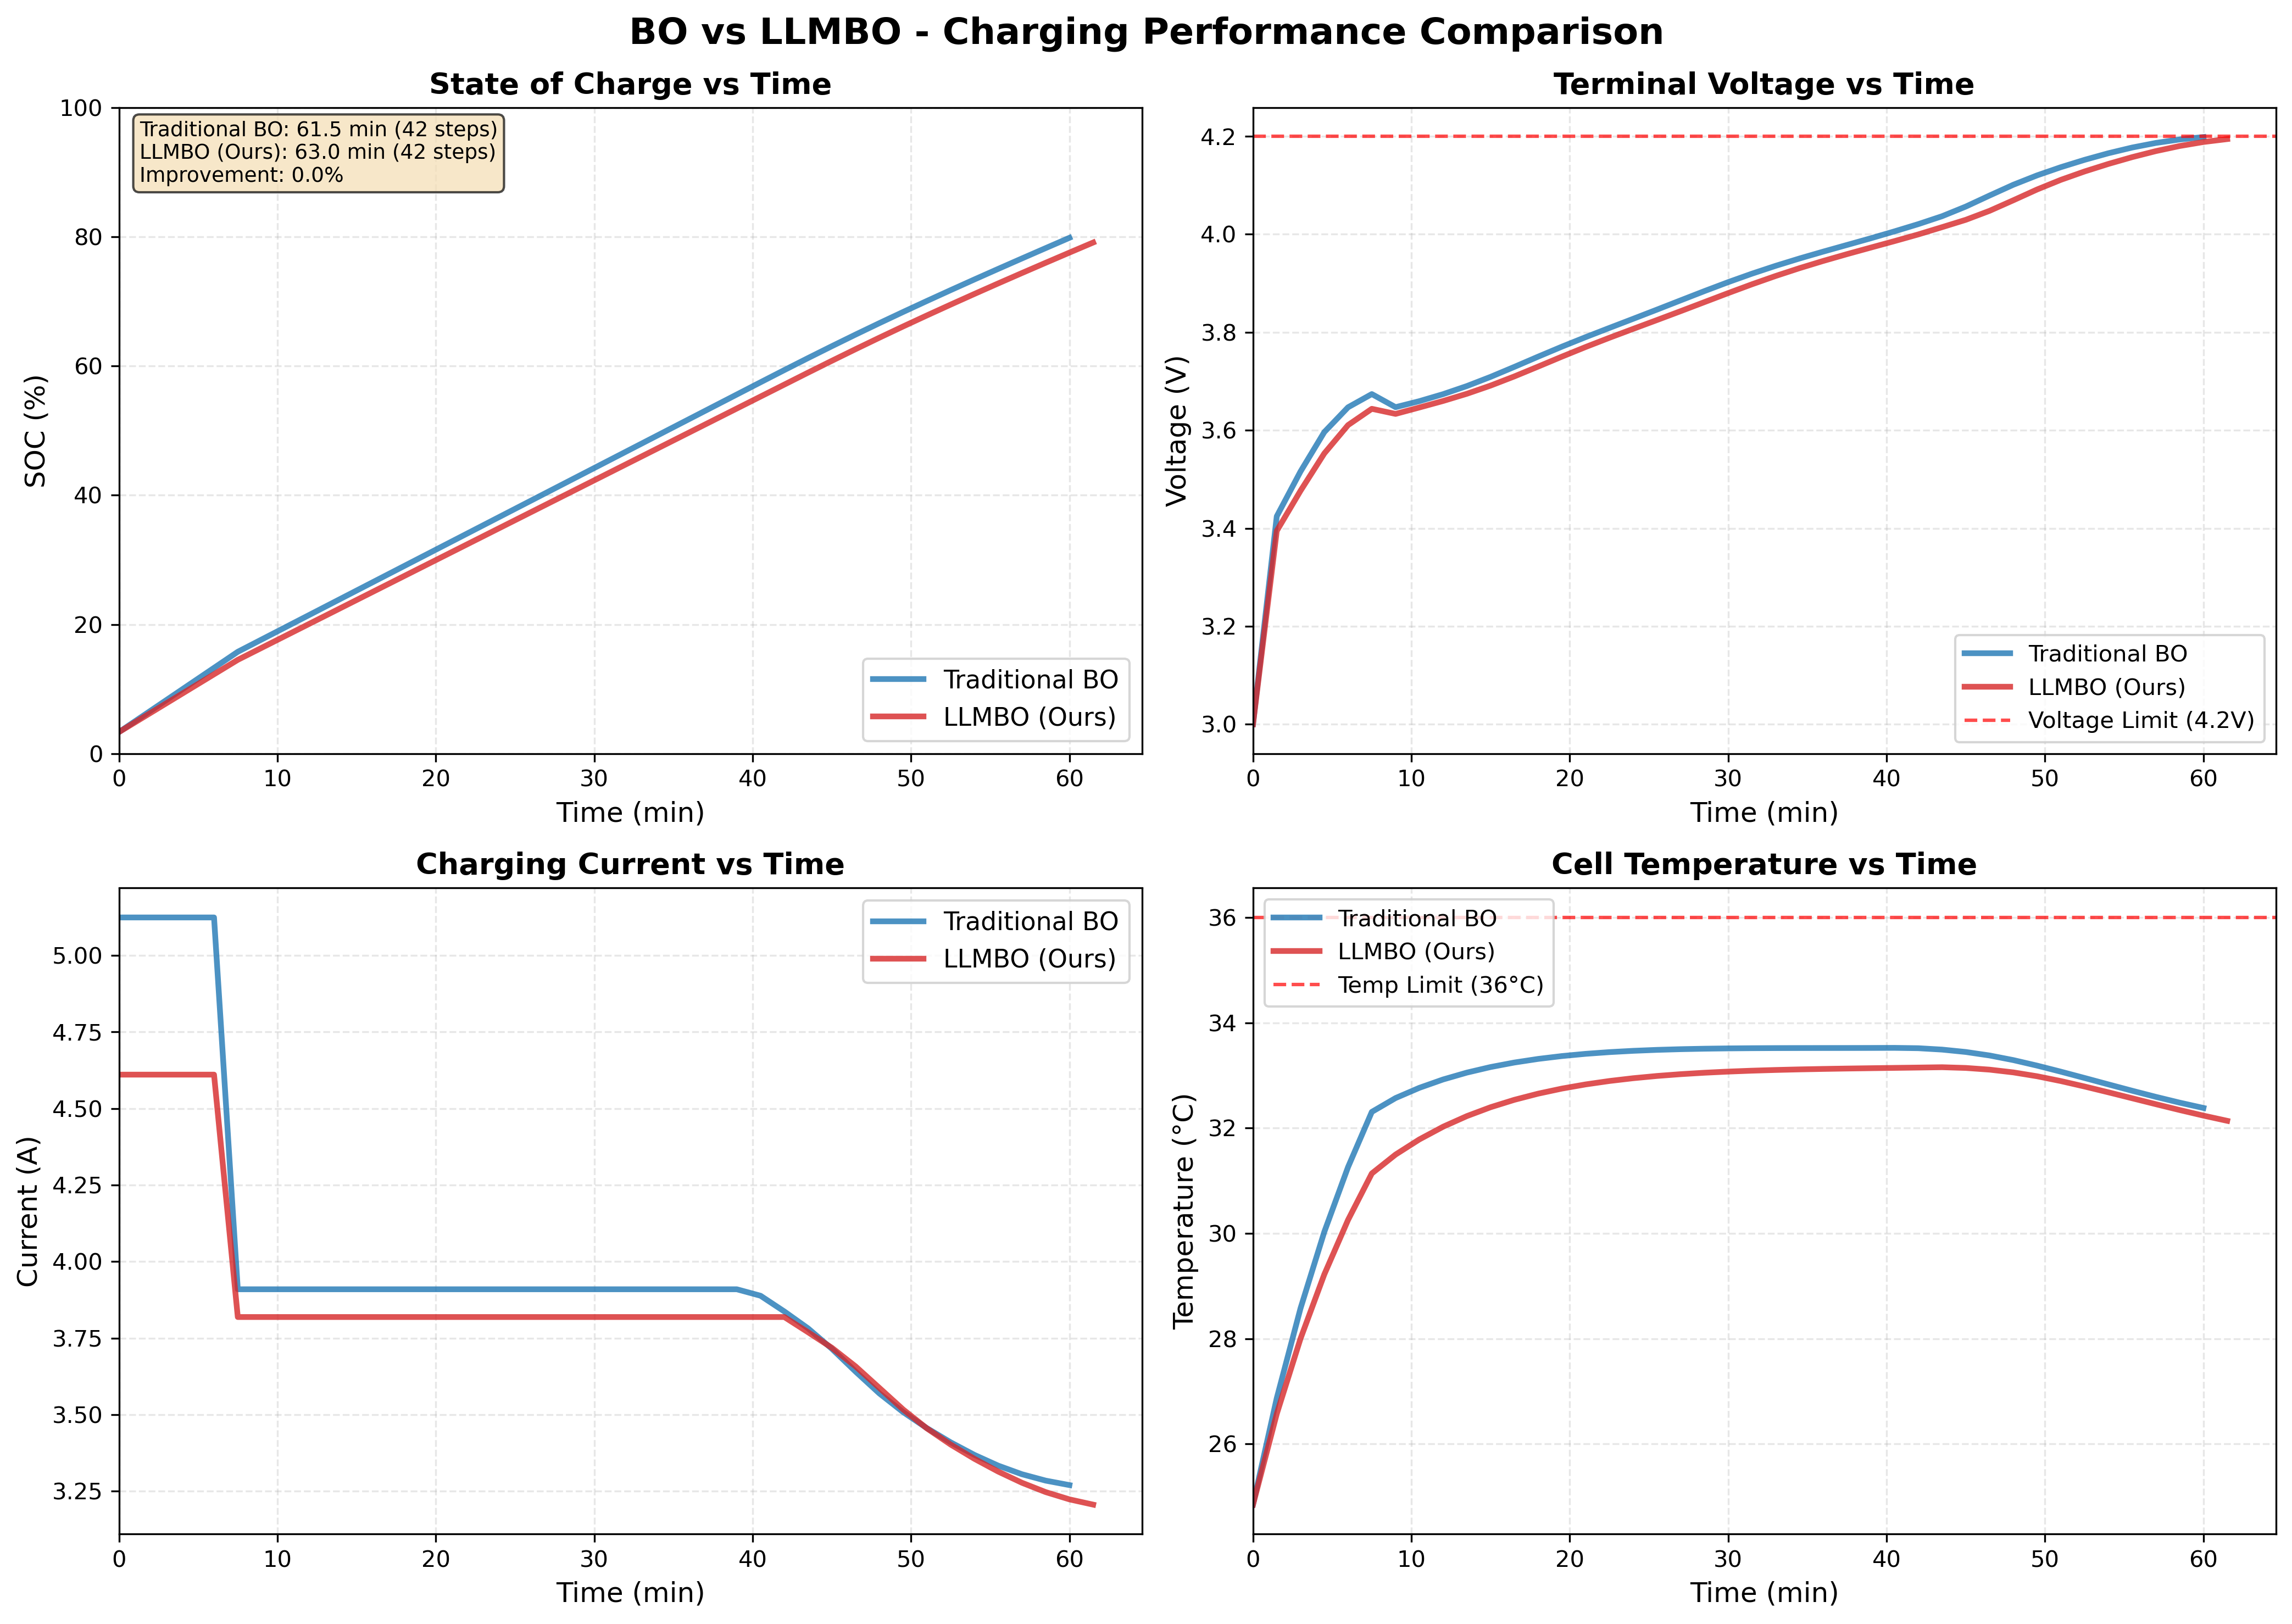 BO vs LLMBO - Charging Performance Comparison
State of Charge vs Time
100
80
60
40
20
0
SOC (%)
Traditional BO: 61.5 min (42 steps)
LLMBO (Ours): 63.0 min (42 steps)
Improvement: 0.0%
Traditional BO
LLMBO (Ours)
0 10 20 30 40 50 60
Time (min)
Terminal Voltage vs Time
4.2
4.0
3.8
3.6
3.4
3.2
3.0
Voltage (V)
Traditional BO
LLMBO (Ours)
Voltage Limit (4.2V)
0 10 20 30 40 50 60
Time (min)
Charging Current vs Time
5.00
4.75
4.50
4.25
4.00
3.75
3.50
3.25
Current (A)
Traditional BO
LLMBO (Ours)
0 10 20 30 40 50 60
Time (min)
Cell Temperature vs Time
36
34
32
30
28
26
Temperature (°C)
Traditional BO
LLMBO (Ours)
Temp Limit (36°C)
0 10 20 30 40 50 60
Time (min)